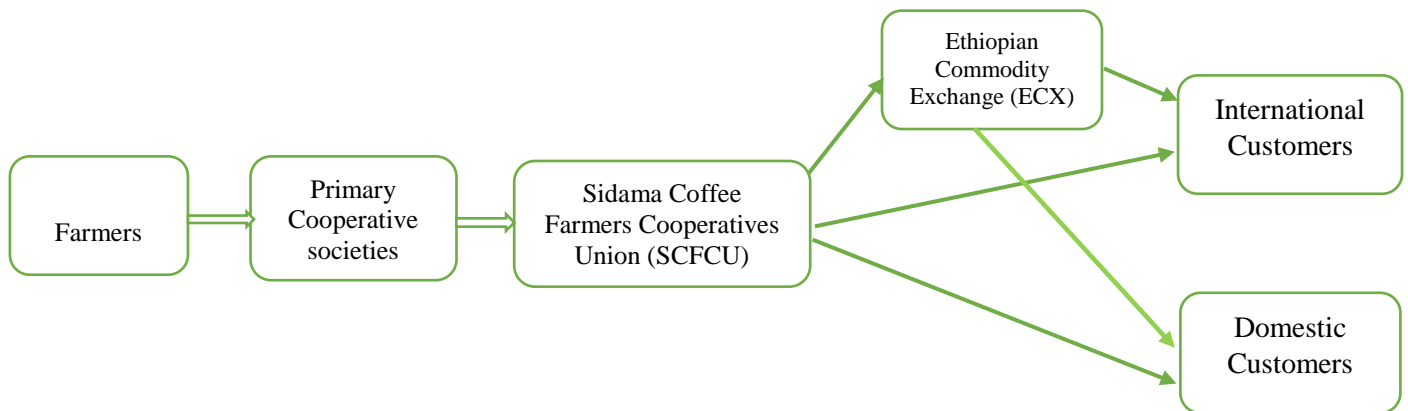 Farmers
Primary
Cooperative
societies
Sidama Coffee
Farmers Cooperatives
Union (SCFCU)
Ethiopian
Commodity
Exchange (ECX)
International
Customers
Domestic
Customers